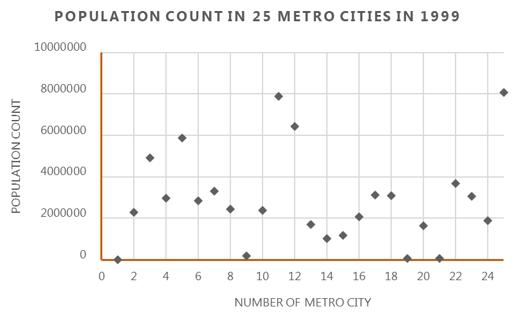 POPULATION COUNT IN 25 METRO CITIES IN 1999
10000000
8000000
6000000
4000000
2000000
0
POPULATION COUNT
0 2 4 6 8 10 12 14 16 18 20 22 24
NUMBER OF METRO CITY